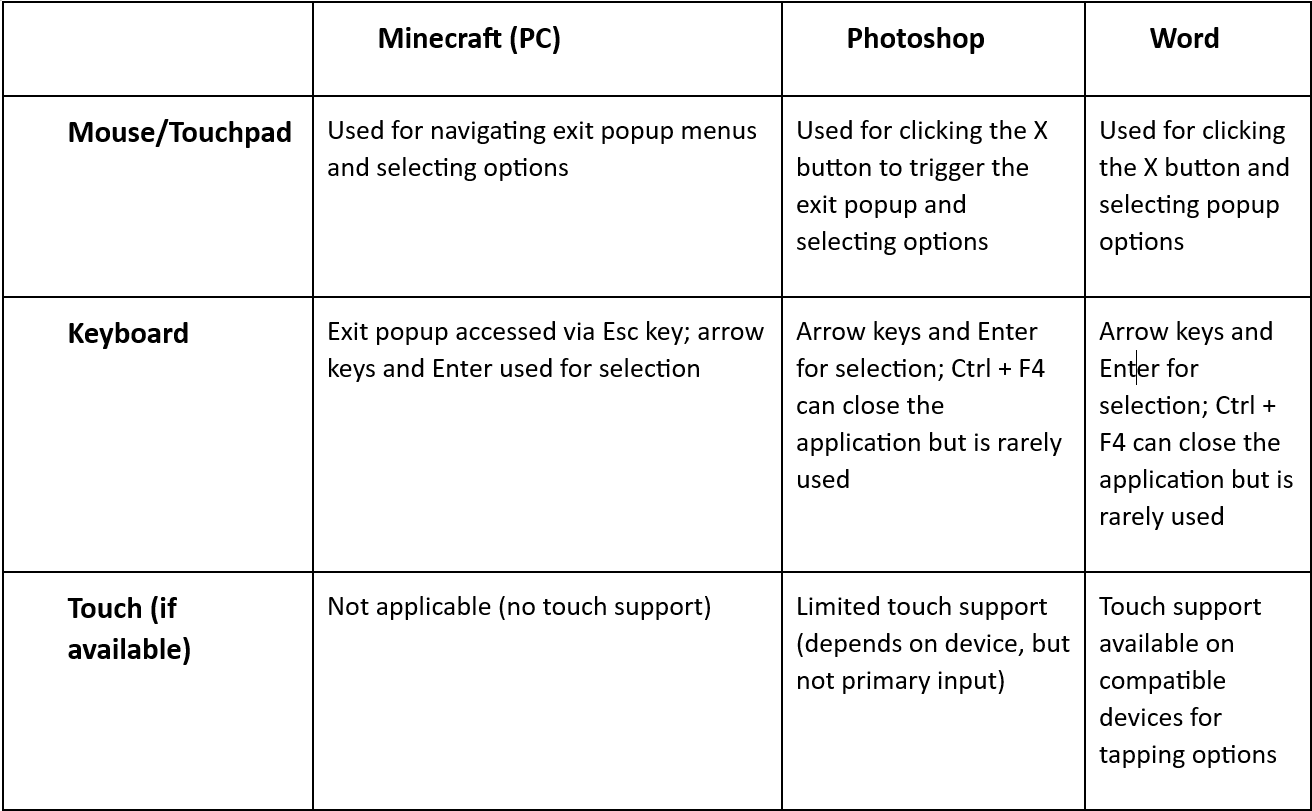 Minecraft (PC)
Photoshop
Word
Mouse/Touchpad
Used for navigating exit popup menus
and selecting options
Used for clicking the X
button to trigger the
exit popup and
selecting options
Used for clicking
the X button and
selecting popup
options
Keyboard
Exit popup accessed via Esc key; arrow
keys and Enter used for selection
Arrow keys and Enter
for selection; Ctrl + F4
can close the
application but is rarely
used
Arrow keys and
Enter for
selection; Ctrl +
F4 can close the
application but is
rarely used
Touch (if
available)
Not applicable (no touch support)
Limited touch support
(depends on device, but
not primary input)
Touch support
available on
compatible
devices for
tapping options